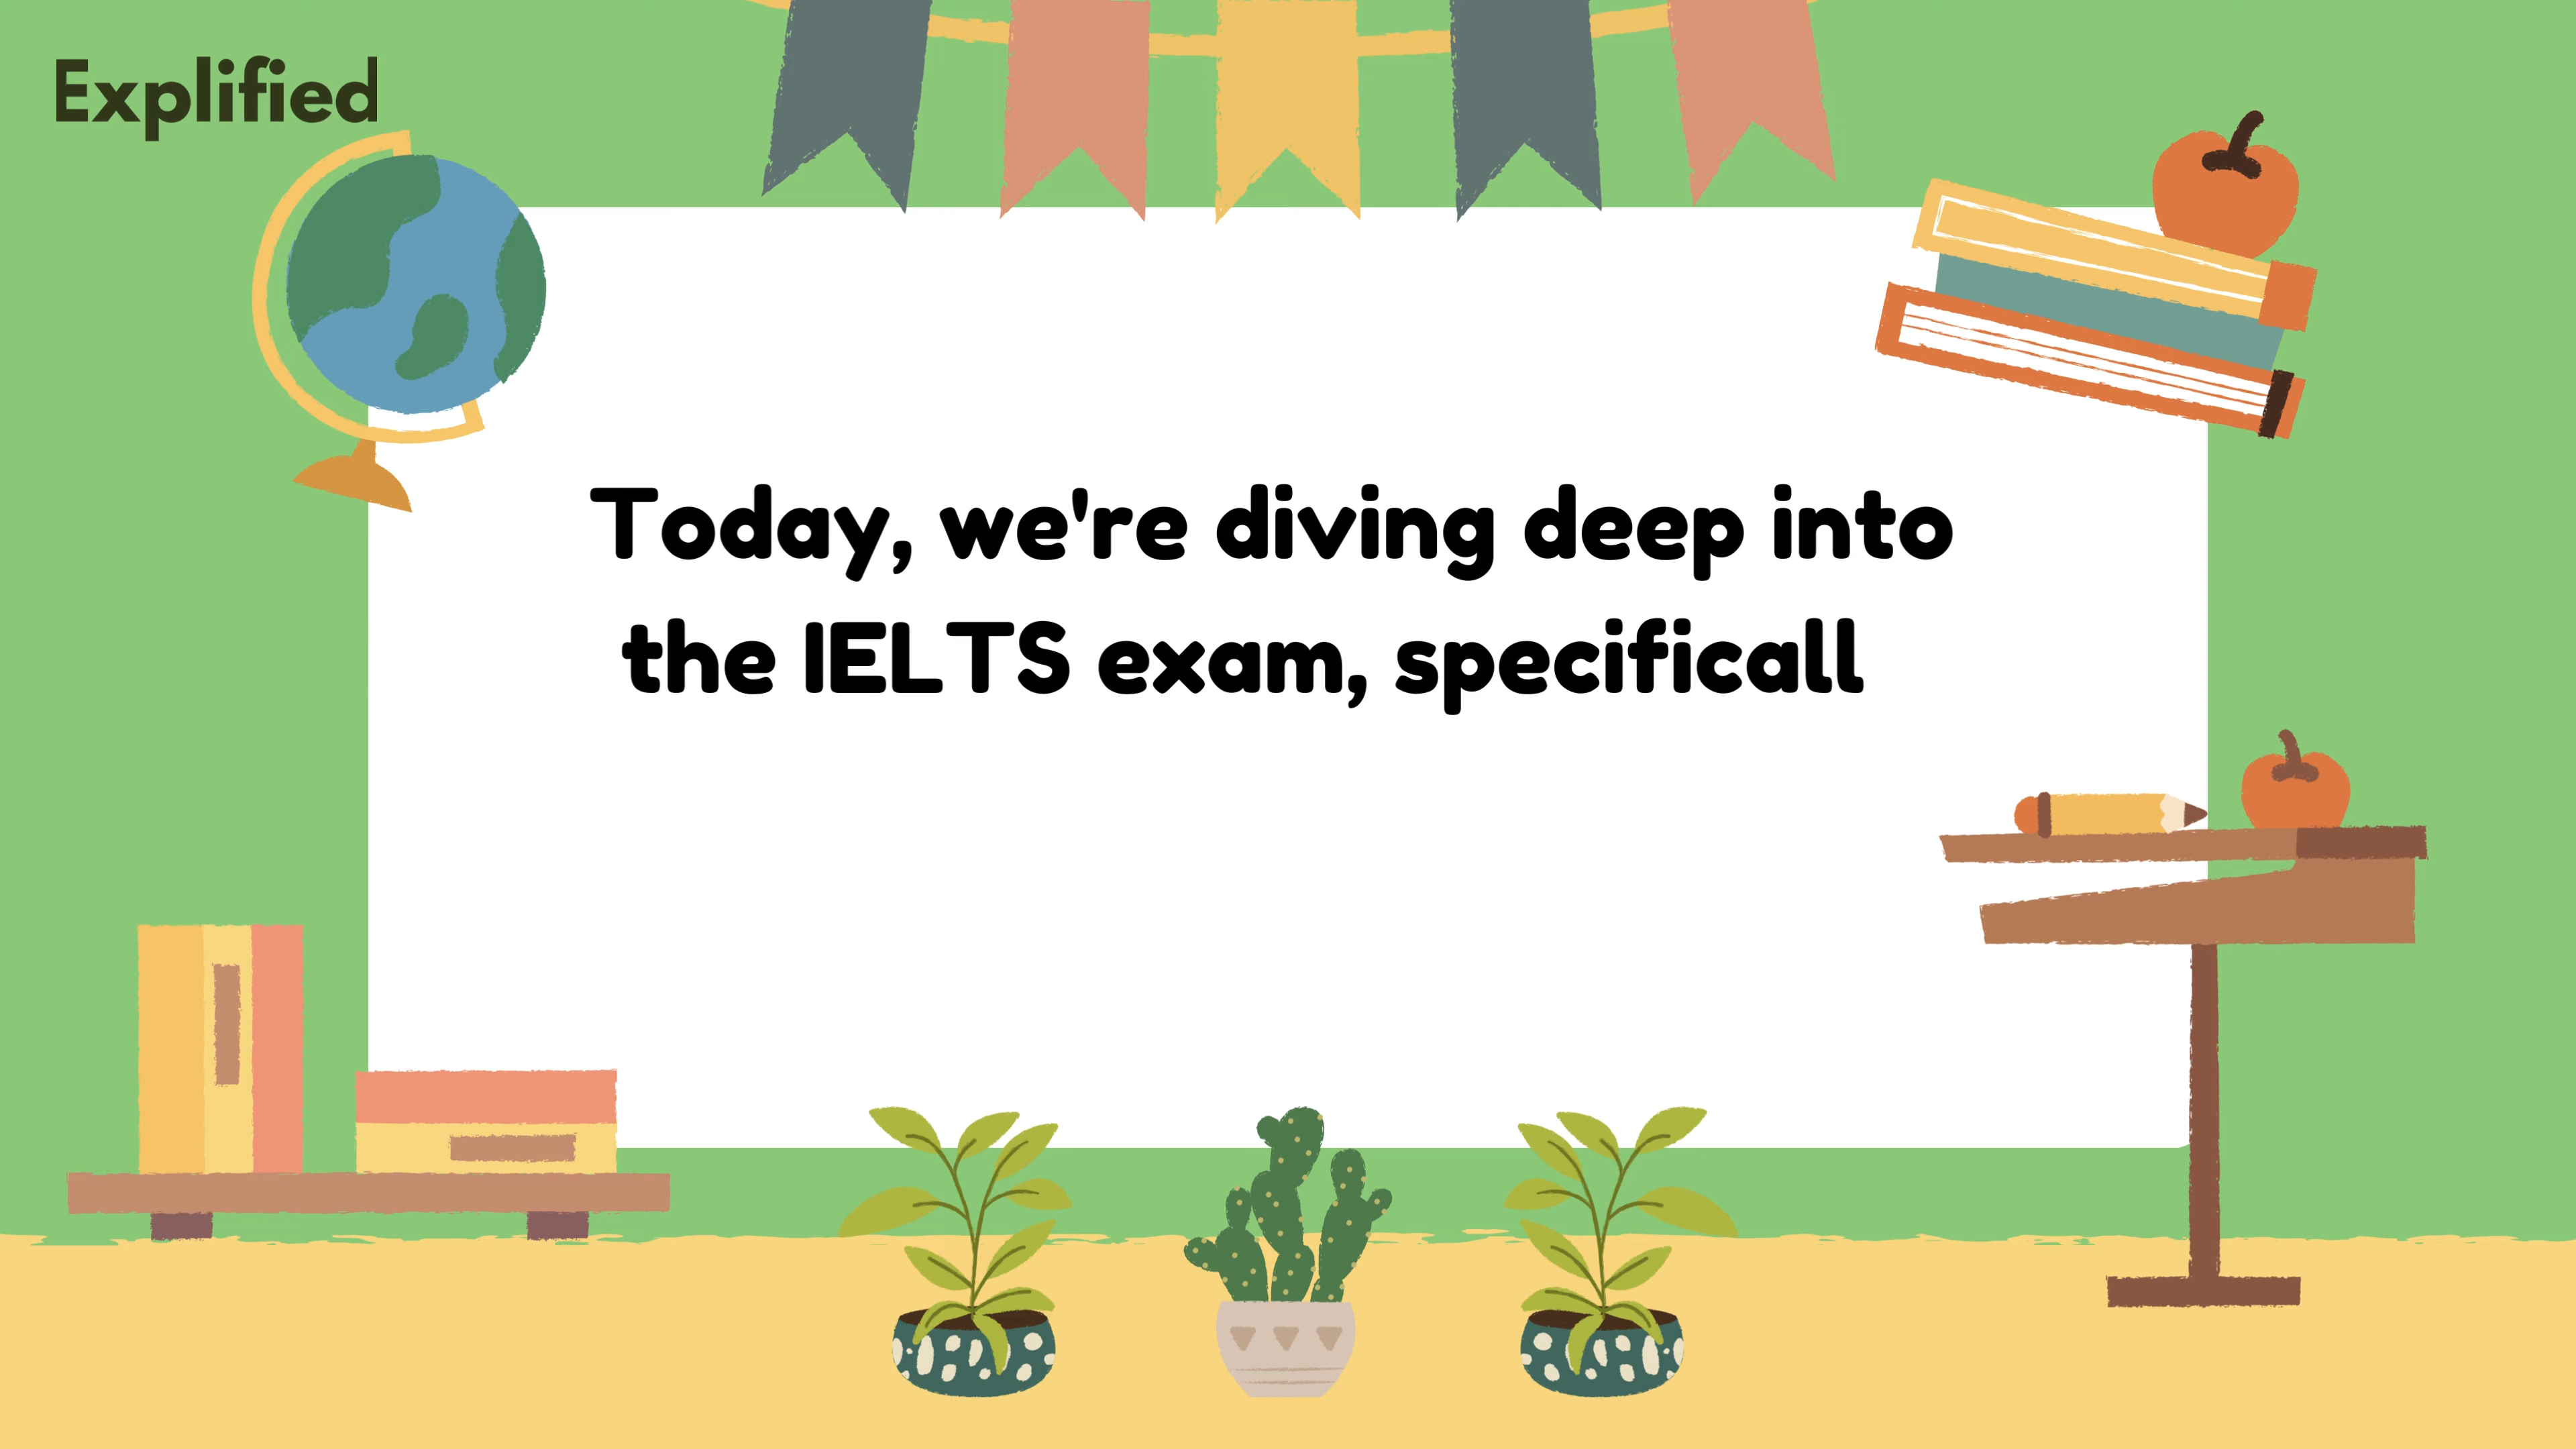 Explified
Today, we're diving deep into
the IELTS exam, specificall